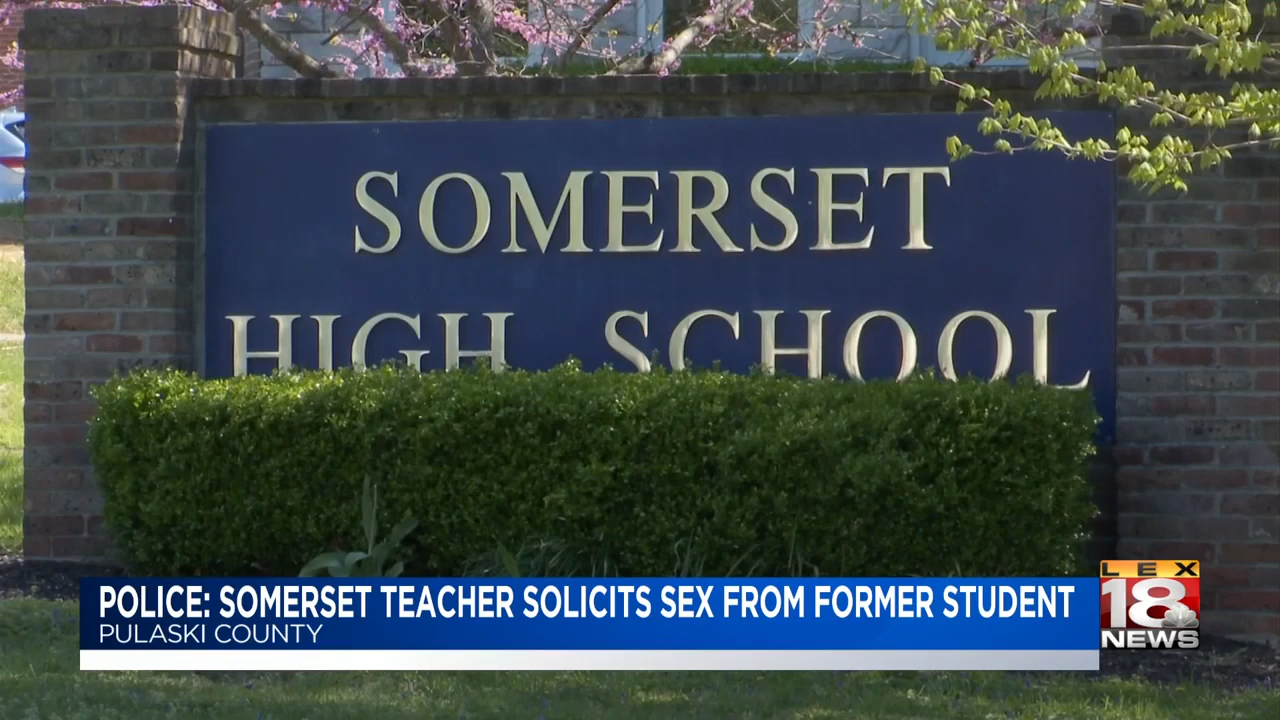 SOMERSET
HIGH SCHOOL
POLICE: SOMERSET TEACHER SOLICITS SEX FROM FORMER STUDENT
PULASKI COUNTY
LEX
18
NEWS